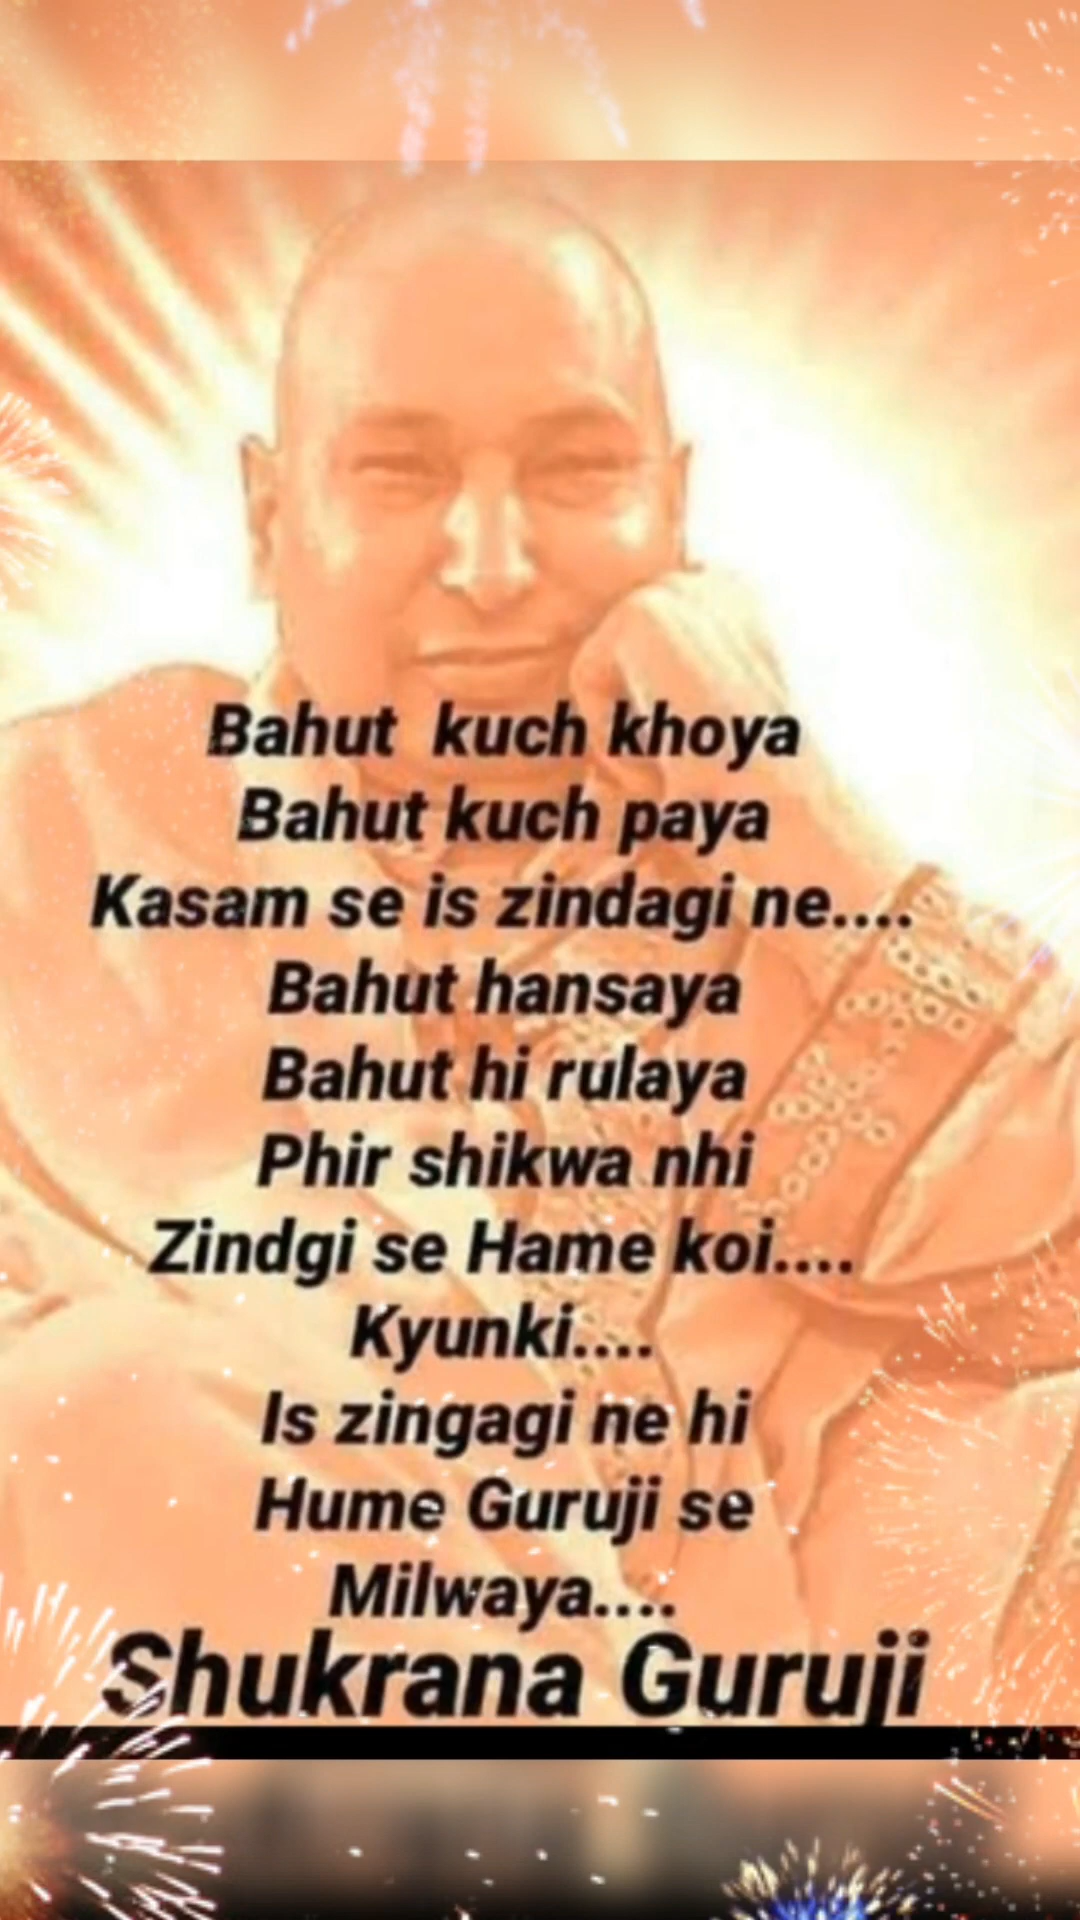 Bahut kuch khoya
Bahut kuch paya
Kasam se is zindagi ne....
Bahut hansaya
Bahut hi rulaya
Phir shikwa nhi
Zindgi se Hame koi....
Kyunki....
Is zingagi ne hi
Hume Guruji se
Milwaya....
Shukrana Guruji